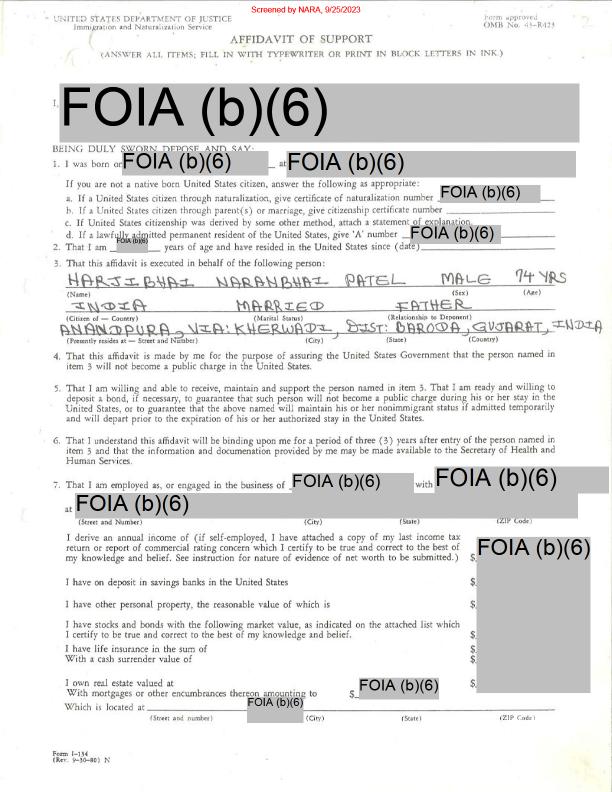 Screened by NARA, 9/25/2023
UNITED STATES DEPARTMENT OF JUSTICE
Immigration and Naturalization Service
Form approved
OMB No. 43-R423
AFFIDAVIT OF SUPPORT
(ANSWER ALL ITEMS; FILL IN WITH TYPEWRITER OR PRINT IN BLOCK LETTERS IN INK.)
I, FOIA (b)(6)
BEING DULY SWORN DEPOSE AND SAY:
1. I was born on FOIA (b)(6) at FOIA (b)(6)
If you are not a native born United States citizen, answer the following as appropriate:
a. If a United States citizen through naturalization, give certificate of naturalization number FOIA (b)(6)
b. If a United States citizen through parent(s) or marriage, give citizenship certificate number
c. If United States citizenship was derived by some other method, attach a statement of explanation.
d. If a lawfully admitted permanent resident of the United States, give 'A' number FOIA (b)(6)
2. That I am FOIA (b)(6) years of age and have resided in the United States since (date)
3. That this affidavit is executed in behalf of the following person:
HARJIBHAI NARANBHAI PATEL MALE 74 YRS
(Name) (Sex) (Age)
INDIA MARRIED FATHER
(Citizen of — Country) (Marital Status) (Relationship to Deponent)
ANANDPURA, VIA: KHERWADI, DIST: BARODA, GUJARAT, INDIA
(Presently resides at — Street and Number) (City) (State) (Country)
4. That this affidavit is made by me for the purpose of assuring the United States Government that the person named in
item 3 will not become a public charge in the United States.
5. That I am willing and able to receive, maintain and support the person named in item 3. That I am ready and willing to
deposit a bond, if necessary, to guarantee that such person will not become a public charge during his or her stay in the
United States, or to guarantee that the above named will maintain his or her nonimmigrant status if admitted temporarily
and will depart prior to the expiration of his or her authorized stay in the United States.
6. That I understand this affidavit will be binding upon me for a period of three (3) years after entry of the person named in
item 3 and that the information and documenation provided by me may be made available to the Secretary of Health and
Human Services.
7. That I am employed as, or engaged in the business of FOIA (b)(6) with FOIA (b)(6)
at FOIA (b)(6)
(Street and Number) (City) (State) (ZIP Code)
I derive an annual income of (if self-employed, I have attached a copy of my last income tax
return or report of commercial rating concern which I certify to be true and correct to the best of
my knowledge and belief. See instruction for nature of evidence of net worth to be submitted.) $ FOIA (b)(6)
I have on deposit in savings banks in the United States $
I have other personal property, the reasonable value of which is $
I have stocks and bonds with the following market value, as indicated on the attached list which
I certify to be true and correct to the best of my knowledge and belief. $
I have life insurance in the sum of $
With a cash surrender value of $
I own real estate valued at $
With mortgages or other encumbrances thereon amounting to $ FOIA (b)(6)
Which is located at FOIA (b)(6)
(Street and number) (City) (State) (ZIP Code)
Form I-134
(Rev. 9-30-80) N